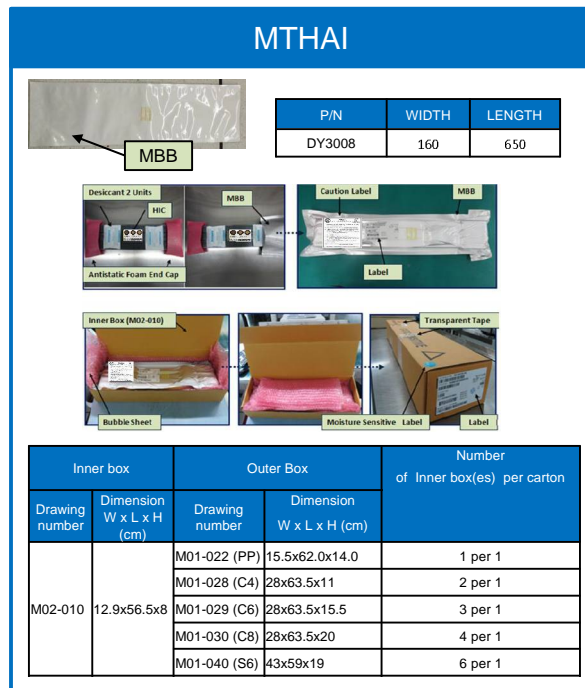 MTHAI
P/N WIDTH LENGTH
DY3008 160 650
MBB
Desiccant 2 Units
HIC
MBB
Antistatic Foam End Cap
Caution Label
MBB
Label
Inner Box (M02-010)
Transparent Tape
Bubble Sheet
Moisture Sensitive Label
Label
Inner box
Outer Box
Number
of Inner box(es) per carton
Drawing
number
Dimension
W x L x H
(cm)
Drawing
number
Dimension
W x L x H (cm)
M02-010 12.9x56.5x8
M01-022 (PP) 15.5x62.0x14.0 1 per 1
M01-028 (C4) 28x63.5x11 2 per 1
M01-029 (C6) 28x63.5x15.5 3 per 1
M01-030 (C8) 28x63.5x20 4 per 1
M01-040 (S6) 43x59x19 6 per 1